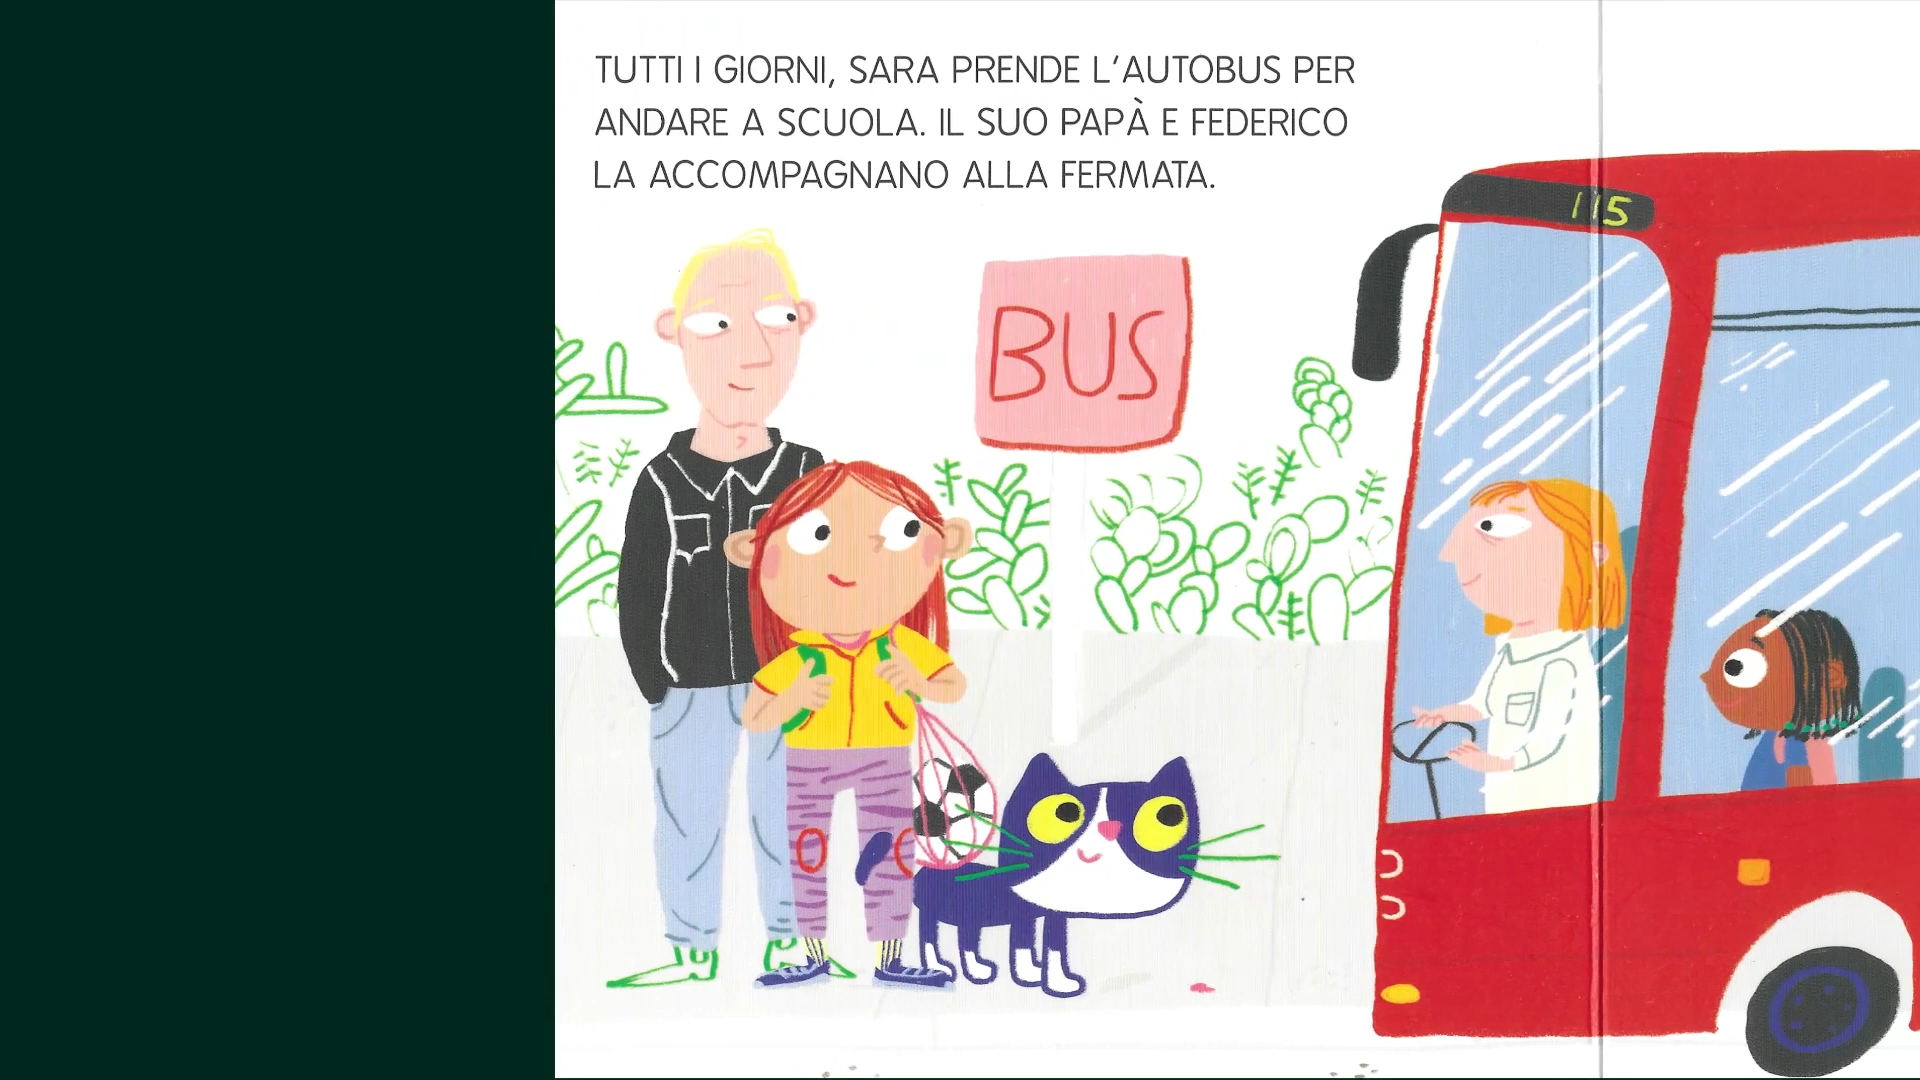 TUTTI I GIORNI, SARA PRENDE L'AUTOBUS PER
ANDARE A SCUOLA. IL SUO PAPÀ E FEDERICO
LA ACCOMPAGNANO ALLA FERMATA.
115
BUS